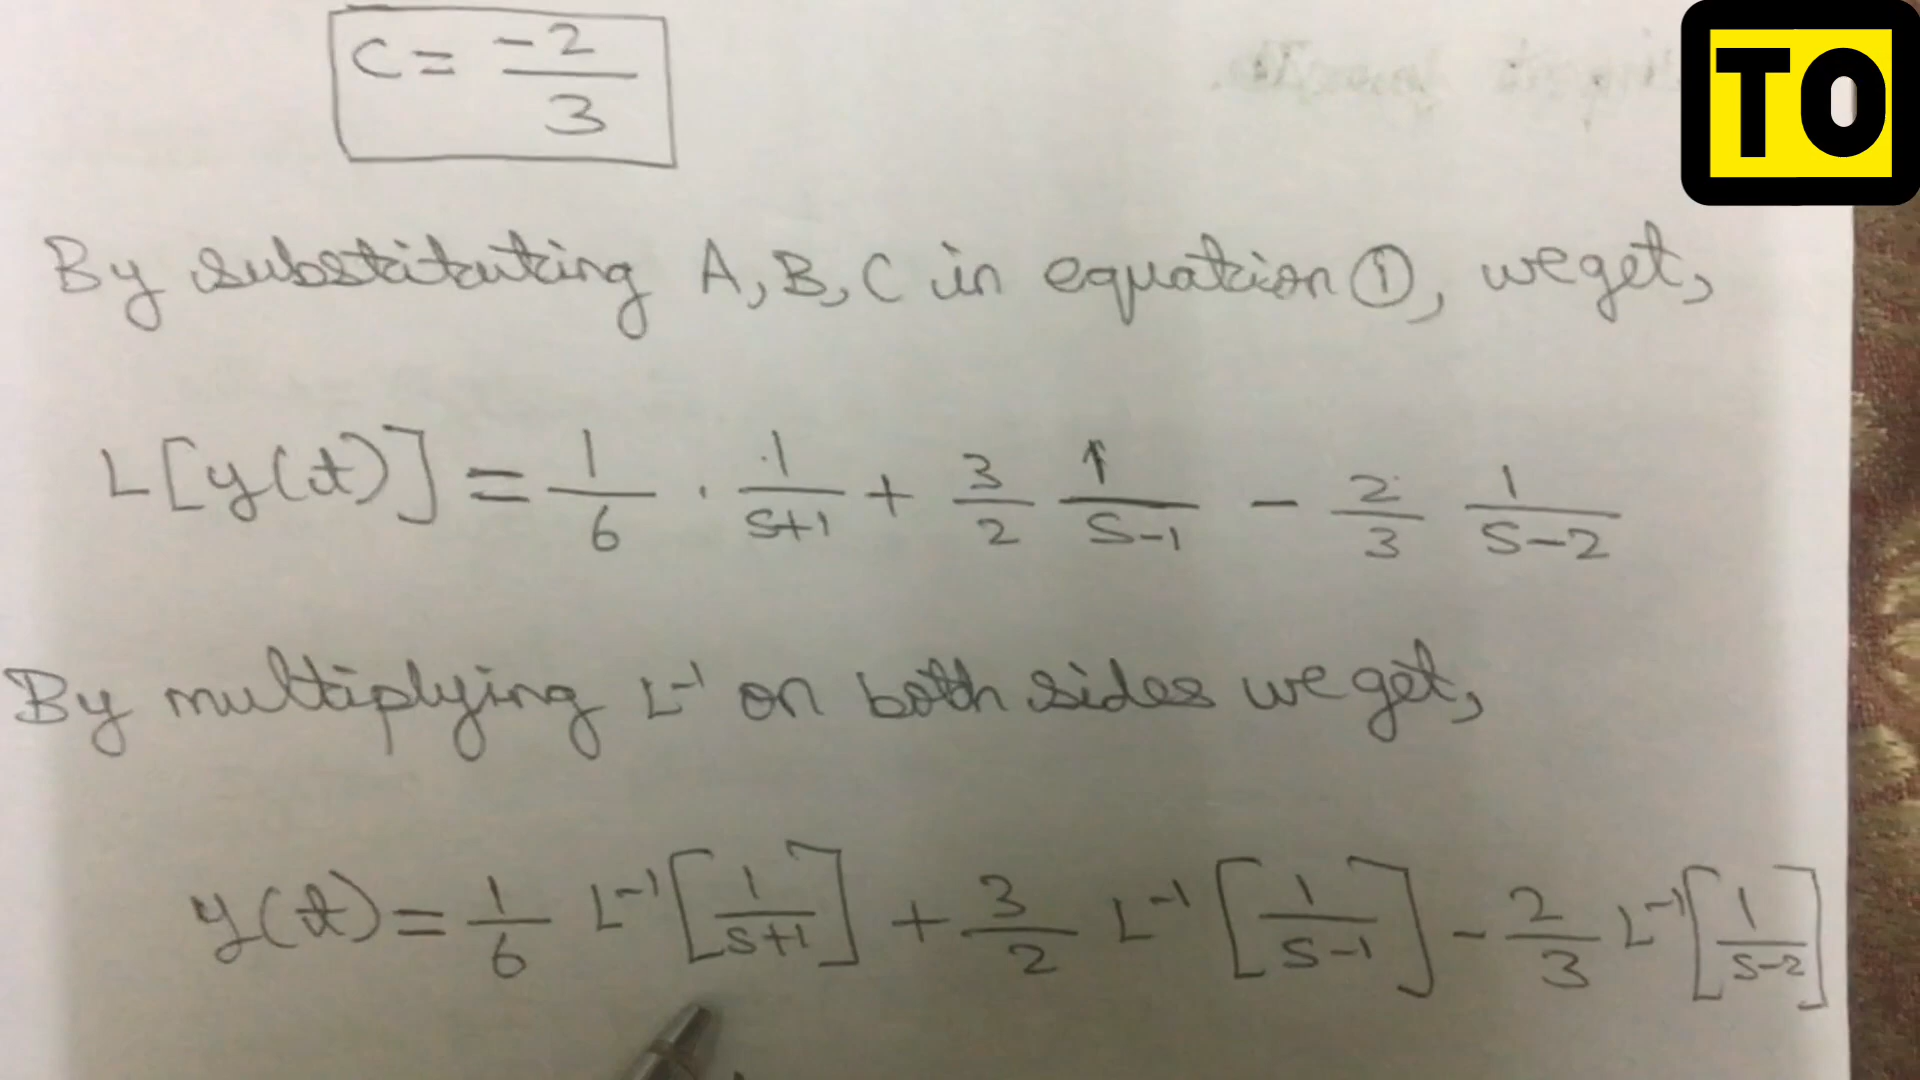 TO
C = -2/3
By substituting A, B, C in equation ①, we get,
L[y(t)] = 1/6 · 1/s+1 + 3/2 1/s-1 - 2/3 1/s-2
By multiplying L⁻¹ on both sides we get,
y(t) = 1/6 L⁻¹[1/s+1] + 3/2 L⁻¹[1/s-1] - 2/3 L⁻¹[1/s-2]